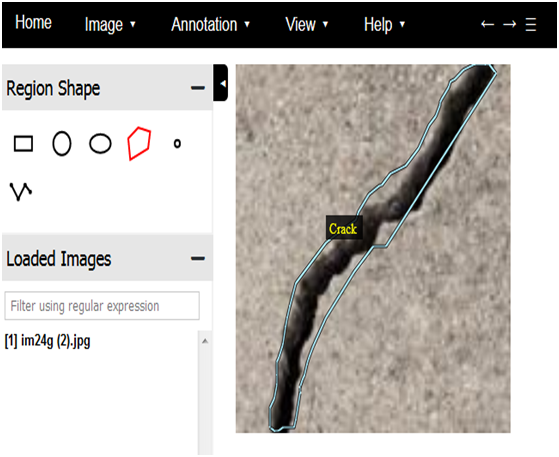 Home Image ▾ Annotation ▾ View ▾ Help ▾ ← → ☰
Region Shape —
Loaded Images —
Filter using regular expression
[1] im24g (2).jpg
Crack